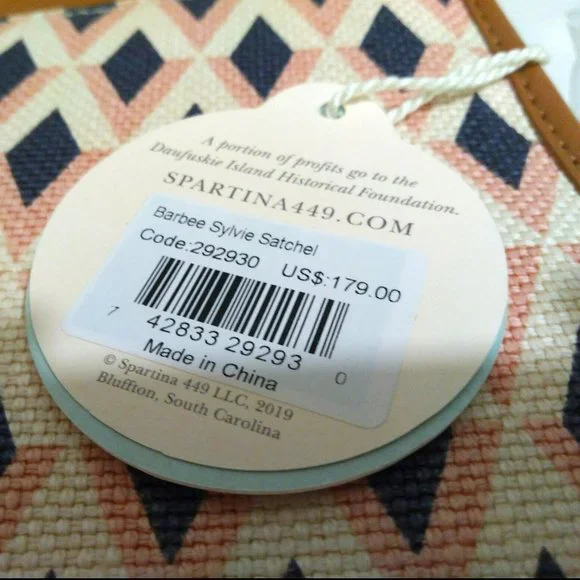 A portion of profits go to the
Daufuskie Island Historical Foundation.
SPARTINA449.COM
Barbee Sylvie Satchel
Code:292930 US$:179.00
7 42833 29293 0
Made in China
© Spartina 449 LLC, 2019
Bluffton, South Carolina